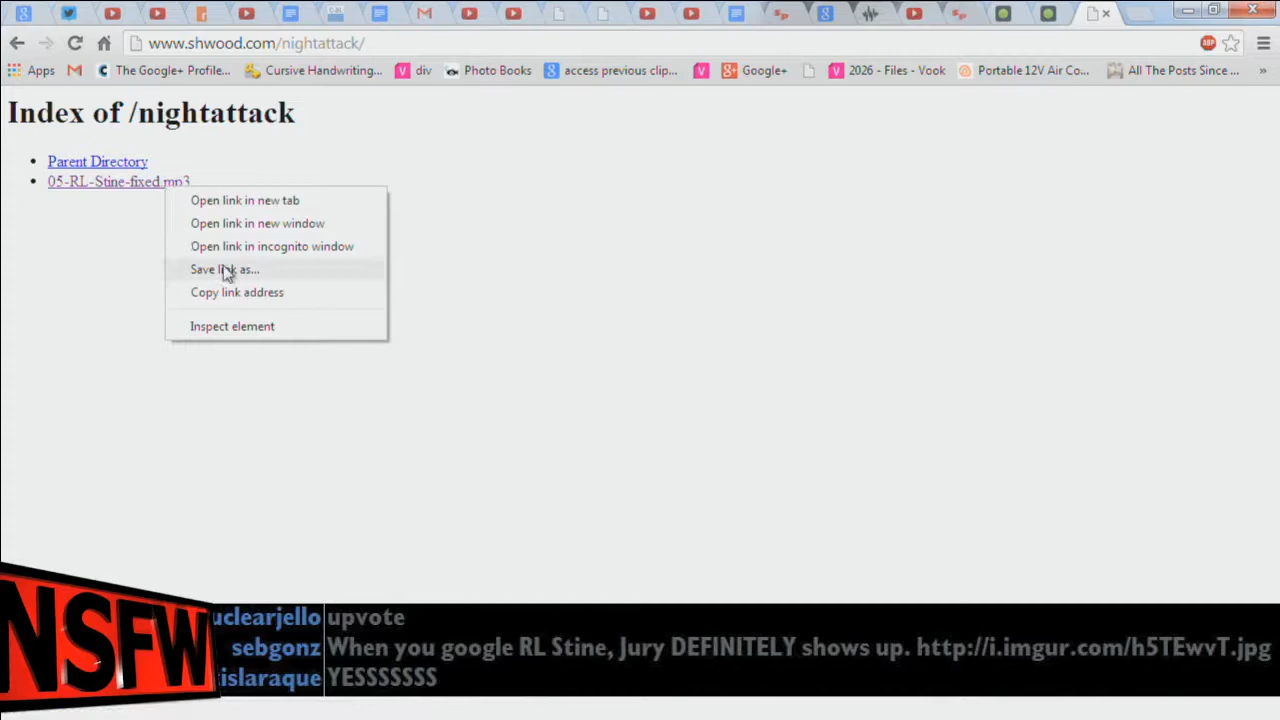 www.shwood.com/nightattack/
ABP
Apps
The Google+ Profile...
Cursive Handwriting...
div
Photo Books
access previous clip...
Google+
2026 - Files - Vook
Portable 12V Air Co...
All The Posts Since ...
»
Index of /nightattack
Parent Directory
05-RL-Stine-fixed.mp3
Open link in new tab
Open link in new window
Open link in incognito window
Save link as...
Copy link address
Inspect element
NSFW
uclearjello upvote
sebgonz When you google RL Stine, Jury DEFINITELY shows up. http://i.imgur.com/h5TEwvT.jpg
islaraque YESSSSSSS